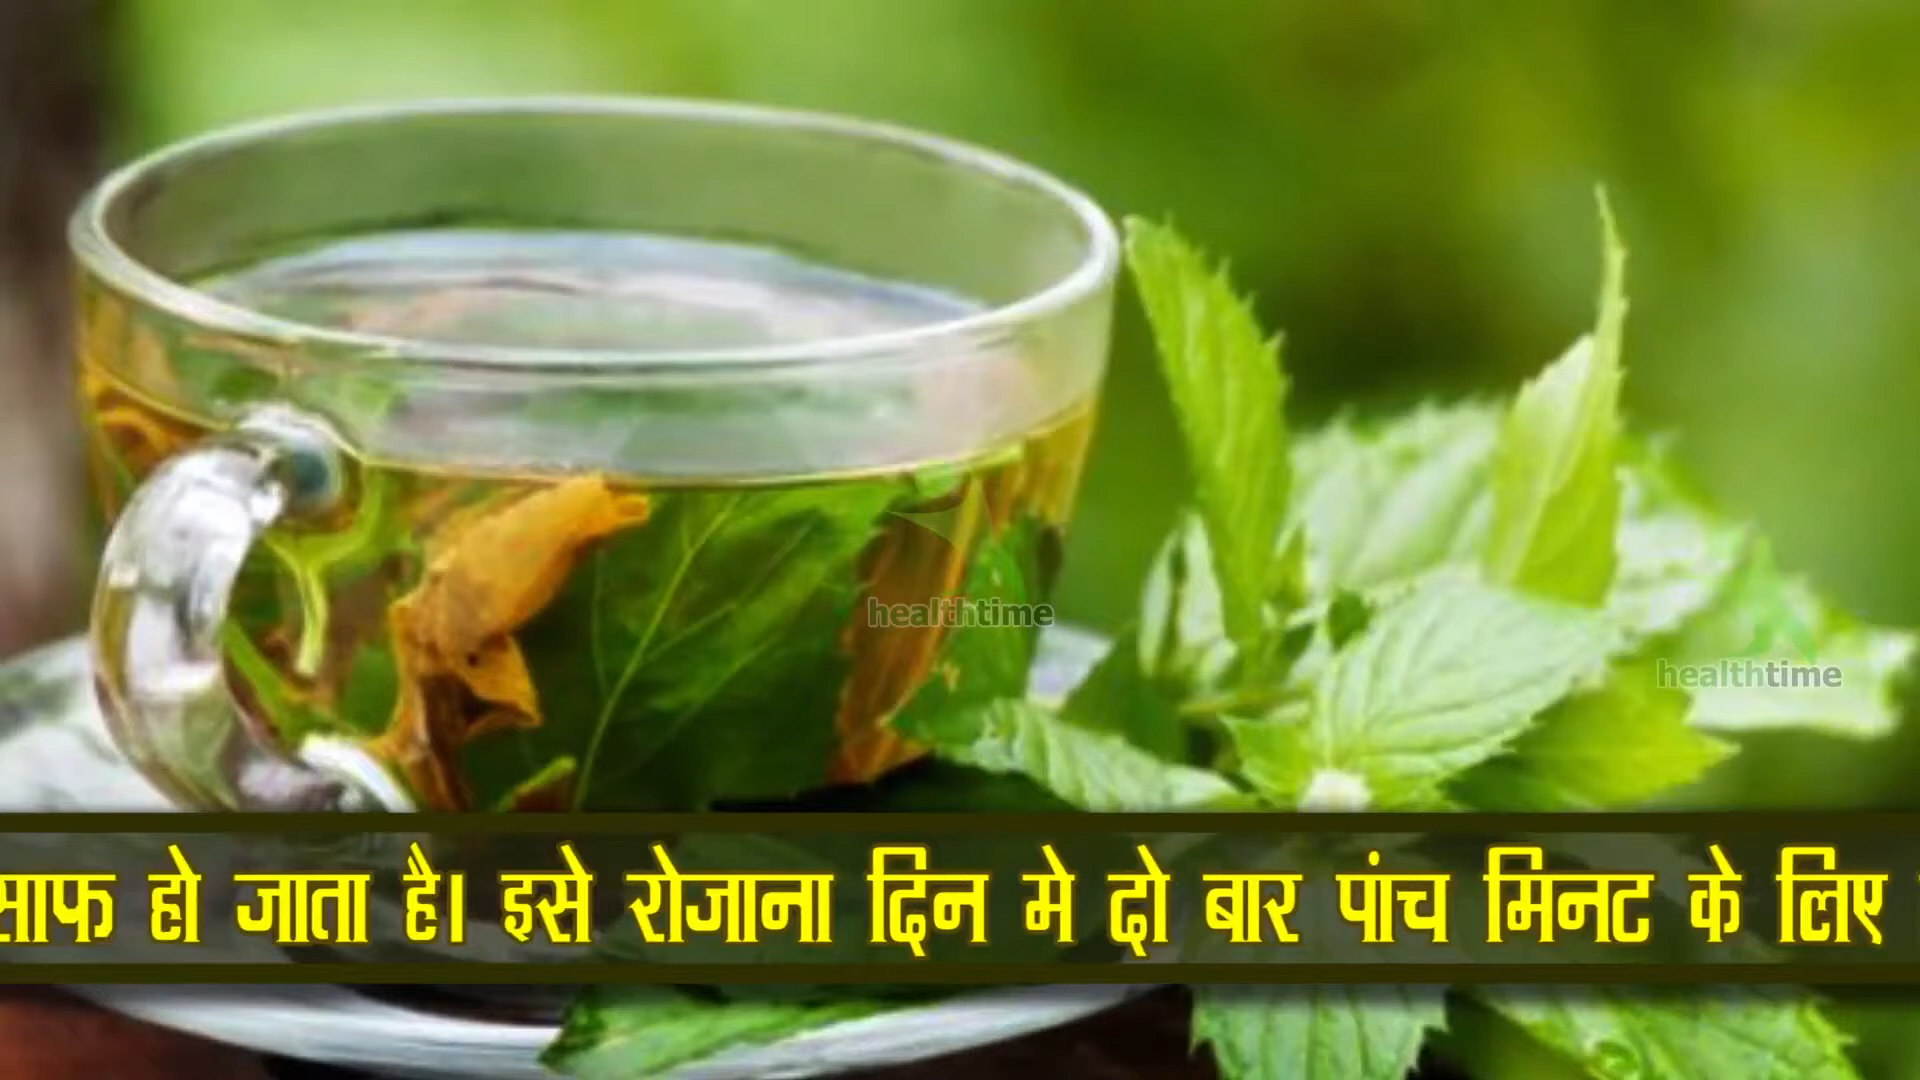 healthtime
healthtime
साफ हो जाता है। इसे रोजाना दिन मे दो बार पांच मिनट के लिए